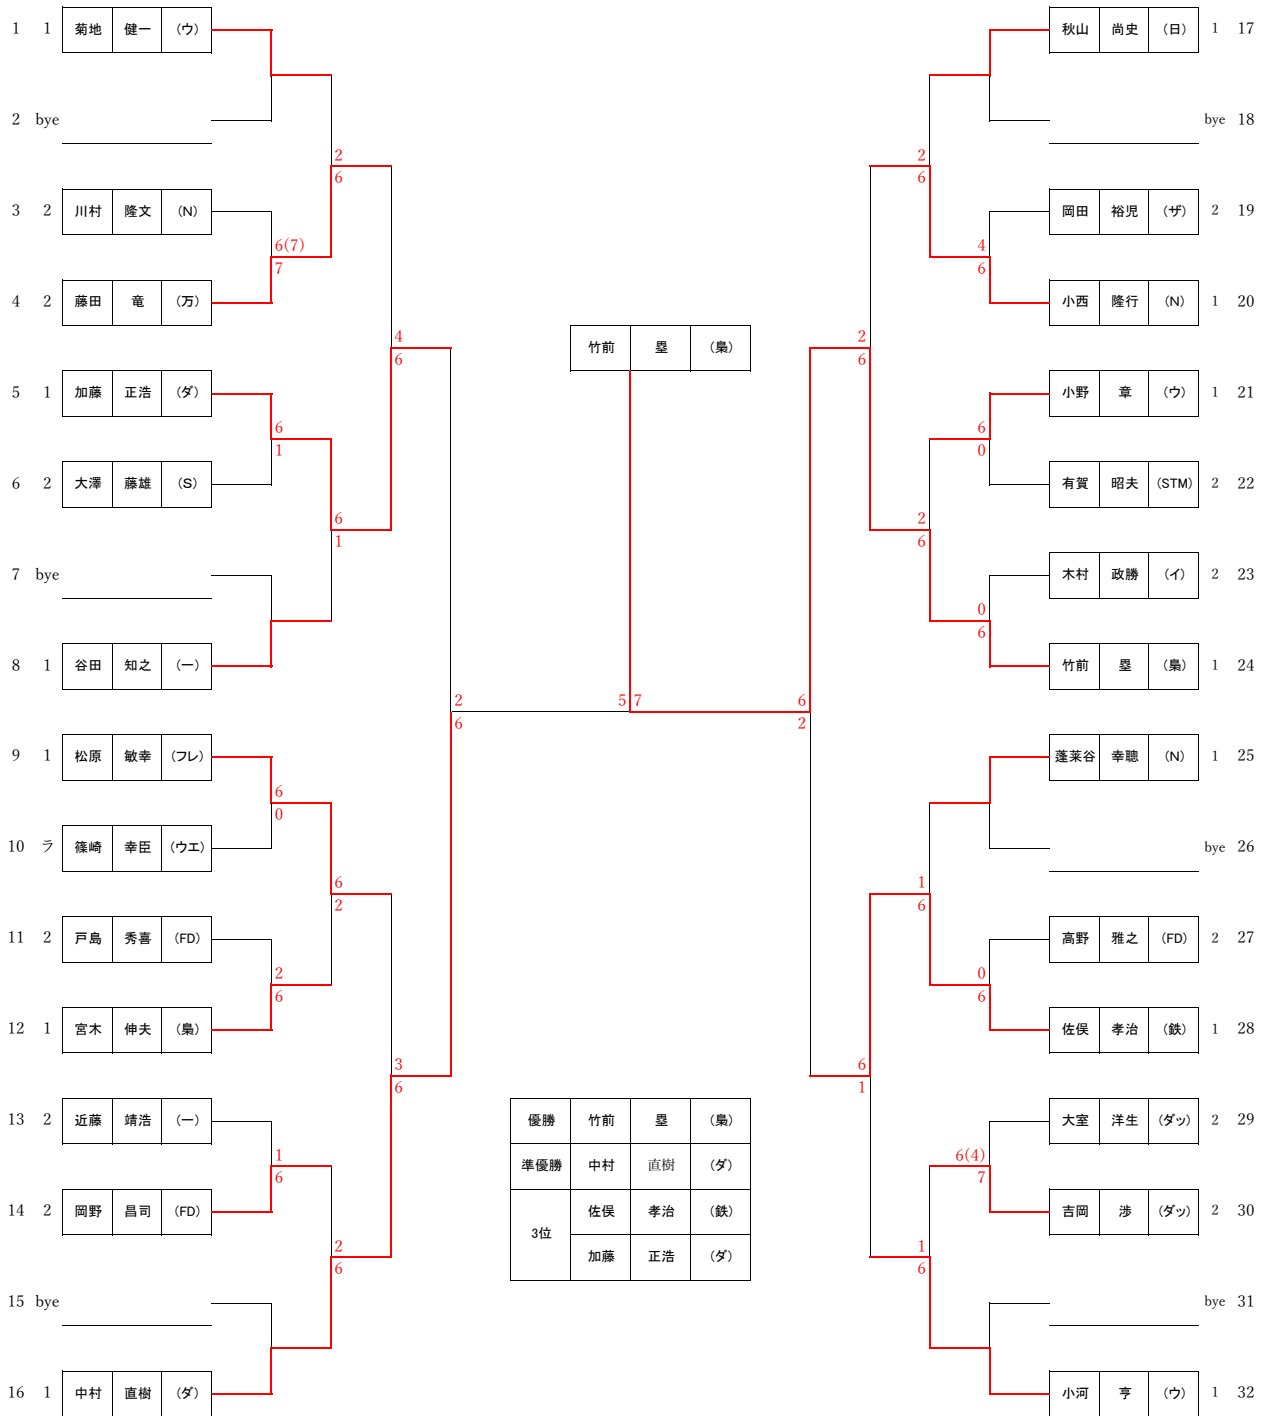 1 1 菊地 健一 (ウ)
2 bye
2
6
3 2 川村 隆文 (N)
6(7)
7
4 2 藤田 竜 (万)
4
6
5 1 加藤 正浩 (ダ)
6
1
6 2 大澤 藤雄 (S)
6
1
7 bye
8 1 谷田 知之 (一)
2
6
9 1 松原 敏幸 (フレ)
6
0
10 ラ 篠崎 幸臣 (ウエ)
6
2
11 2 戸島 秀喜 (FD)
2
6
12 1 宮木 伸夫 (梟)
3
6
13 2 近藤 靖浩 (一)
1
6
14 2 岡野 昌司 (FD)
2
6
15 bye
16 1 中村 直樹 (ダ)
竹前 塁 (梟)
5 7
優勝 竹前 塁 (梟)
準優勝 中村 直樹 (ダ)
3位 佐俣 孝治 (鉄)
加藤 正浩 (ダ)
秋山 尚史 (日) 1 17
bye 18
2
6
岡田 裕児 (ザ) 2 19
4
6
小西 隆行 (N) 1 20
2
6
小野 章 (ウ) 1 21
6
0
有賀 昭夫 (STM) 2 22
2
6
木村 政勝 (イ) 2 23
0
6
竹前 塁 (梟) 1 24
6
2
蓬莱谷 幸聰 (N) 1 25
bye 26
1
6
高野 雅之 (FD) 2 27
0
6
佐俣 孝治 (鉄) 1 28
6
1
大室 洋生 (ダッ) 2 29
6(4)
7
吉岡 渉 (ダッ) 2 30
1
6
bye 31
小河 亨 (ウ) 1 32